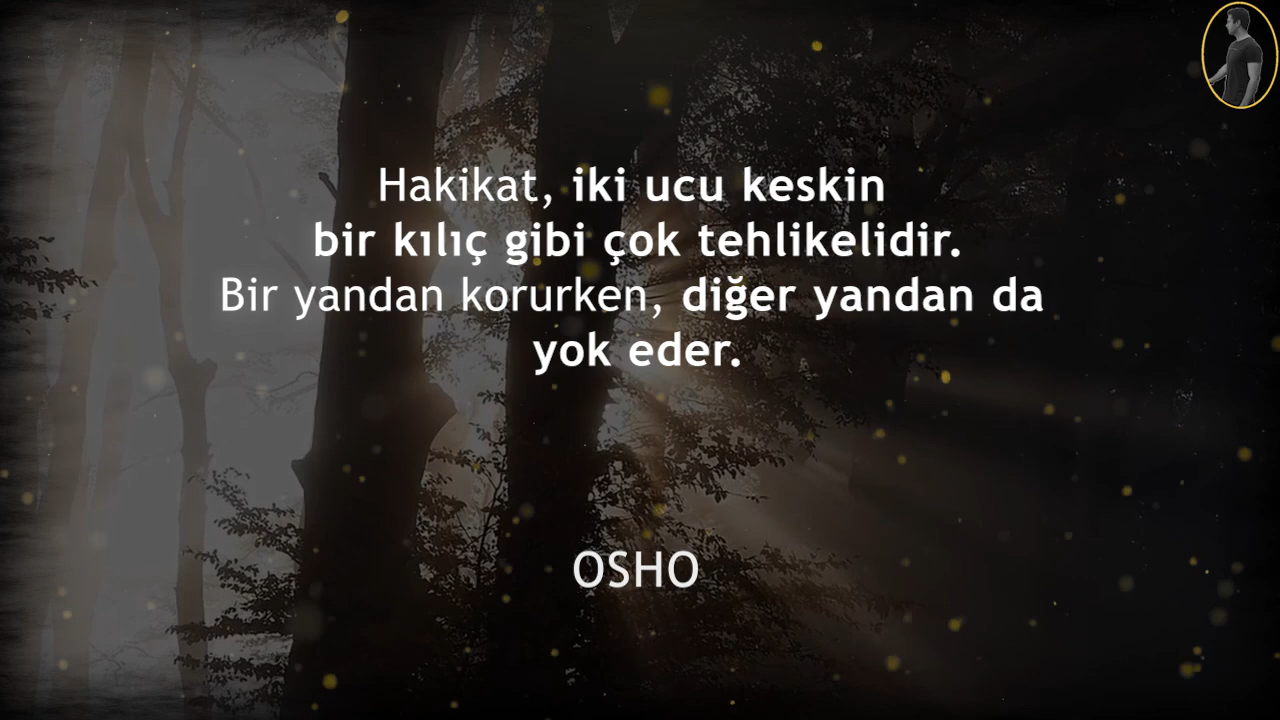 Hakikat, iki ucu keskin
bir kılıç gibi çok tehlikelidir.
Bir yandan korurken, diğer yandan da
yok eder.
OSHO